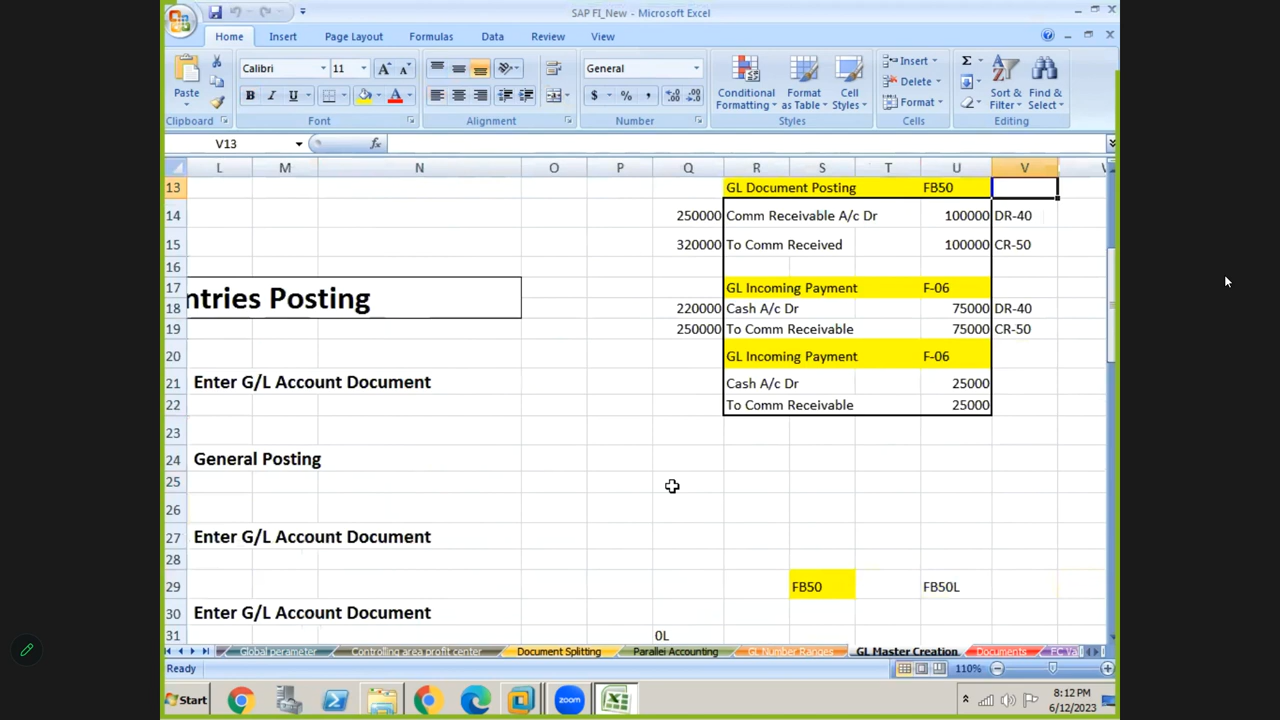 SAP FI_New - Microsoft Excel
Home Insert Page Layout Formulas Data Review View
Paste
Calibri 11
General
Conditional Formatting
Format as Table
Cell Styles
Insert
Delete
Format
Sort & Filter
Find & Select
Clipboard Font Alignment Number Styles Cells Editing
V13
fx
L M N O P Q R S T U V
13 GL Document Posting FB50
14 250000 Comm Receivable A/c Dr 100000 DR-40
15 320000 To Comm Received 100000 CR-50
16
17 GL Incoming Payment F-06
ntries Posting
18 220000 Cash A/c Dr 75000 DR-40
19 250000 To Comm Receivable 75000 CR-50
20 GL Incoming Payment F-06
21 Enter G/L Account Document Cash A/c Dr 25000
22 To Comm Receivable 25000
23
24 General Posting
25
26
27 Enter G/L Account Document
28
29 FB50 FB50L
30 Enter G/L Account Document
31 0L
Global perameter Controlling area profit center Document Splitting Parallel Accounting GL Number Ranges GL Master Creation Documents FC Va
Ready 110%
Start zoom 8:12 PM
6/12/2023